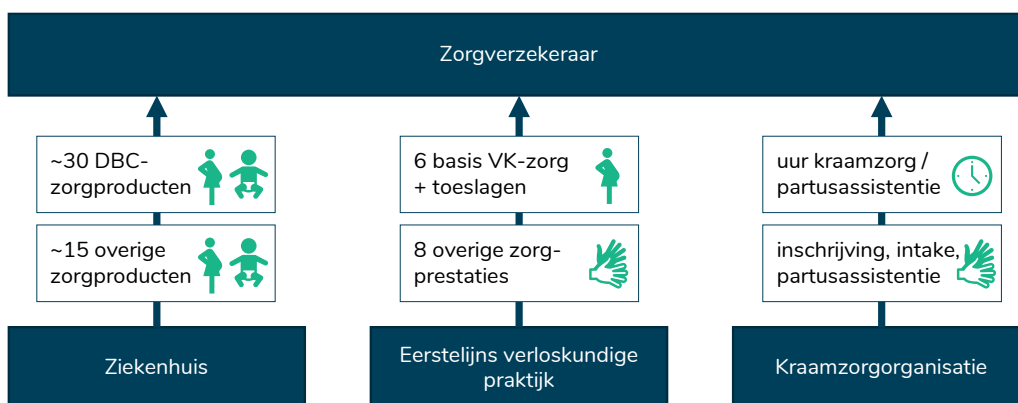 Zorgverzekeraar
~30 DBC-
zorgproducten
6 basis VK-zorg
+ toeslagen
uur kraamzorg /
partusassistentie
~15 overige
zorgproducten
8 overige zorg-
prestaties
inschrijving, intake,
partusassistentie
Ziekenhuis
Eerstelijns verloskundige
praktijk
Kraamzorgorganisatie